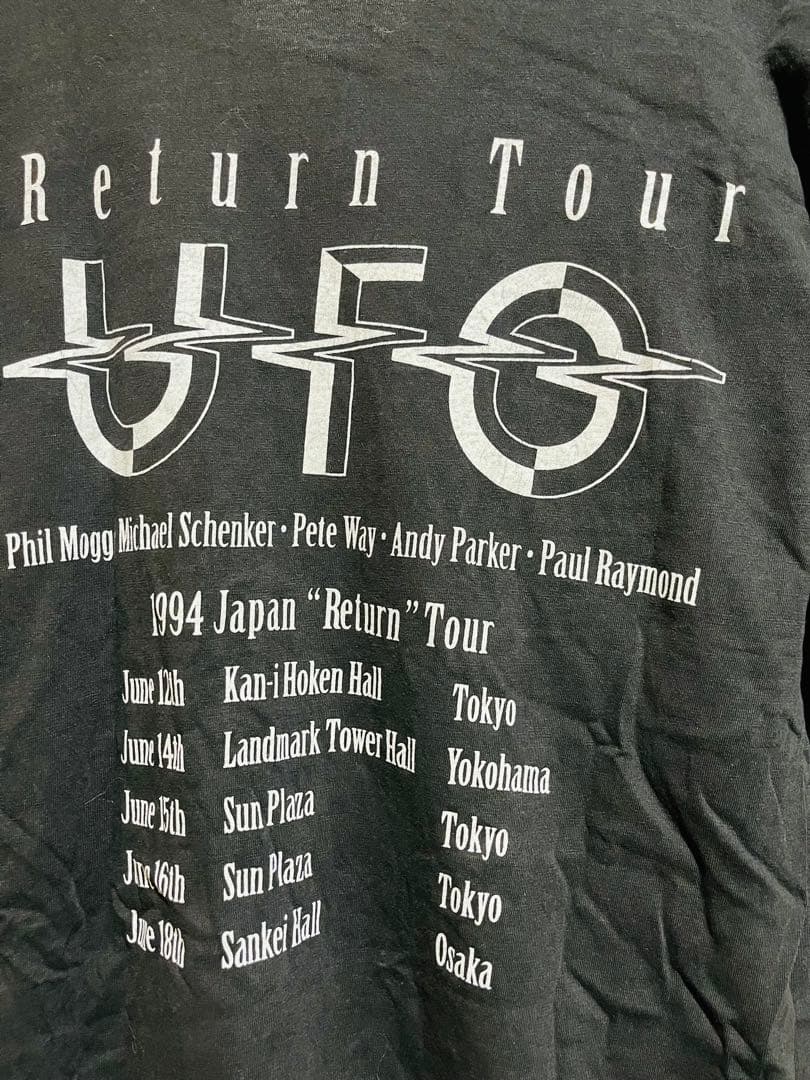 Return Tour
UFO
Phil Mogg Michael Schenker · Pete Way · Andy Parker · Paul Raymond
1994 Japan "Return" Tour
June 12th Kan-i Hoken Hall Tokyo
June 14th Landmark Tower Hall Yokohama
June 15th Sun Plaza Tokyo
June 16th Sun Plaza Tokyo
June 18th Sankei Hall Osaka